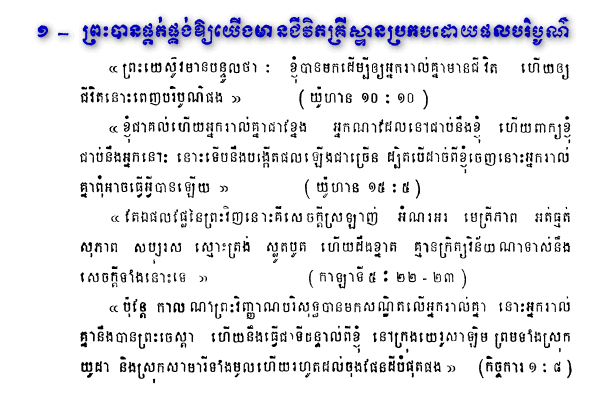 ១ – ព្រះបានផ្គត់ផ្គង់ឱ្យយើងមានជីវិតគ្រីស្ទានប្រកបដោយផលបរិបូណ៌
« ព្រះយេស៊ូវមានបន្ទូលថា : ខ្ញុំបានមកដើម្បីឲ្យអ្នករាល់គ្នាមានជីវិត ហើយឲ្យ
ជីវិតនោះពេញបរិបូណ៌ផង » ( យ៉ូហាន ១០ : ១០ )
« ខ្ញុំជាគល់ហើយអ្នករាល់គ្នាជាខ្នែង អ្នកណាដែលនៅជាប់នឹងខ្ញុំ ហើយពាក្យខ្ញុំ
ជាប់នឹងអ្នកនោះ នោះទើបនឹងបង្កើតផលឡើងជាច្រើន ដ្បិតបើដាច់ពីខ្ញុំចេញនោះអ្នករាល់
គ្នាពុំអាចធ្វើអ្វីបានឡើយ » ( យ៉ូហាន ១៥ : ៥ )
« តែឯផលផ្លែនៃព្រះវិញនោះគឺសេចក្ដីស្រឡាញ់ អំណរអរ មេត្រីភាព អត់ធ្មត់
សុភាព សប្បុរស ស្មោះត្រង់ ស្លូតបូត ហើយដឹងខ្នាត គ្មានក្រិត្យវិន័យណាទាស់នឹង
សេចក្ដីទាំងនោះទេ » ( កាឡាទី ៥ : ២២ - ២៣ )
« ប៉ុន្តែ កាលណាព្រះវិញ្ញាណបរិសុទ្ធបានមកសណ្ឋិតលើអ្នករាល់គ្នា នោះអ្នករាល់
គ្នានឹងបានព្រះចេស្ដា ហើយនឹងធ្វើជាទីបន្ទាល់ពីខ្ញុំ នៅក្រុងយេរូសាឡិម ព្រមទាំងស្រុក
យូដា និងស្រុកសាម៉ារីទាំងមូលហើយរហូតដល់ចុងផែនដីបំផុតផង » (កិច្ចការ ១ : ៨ )